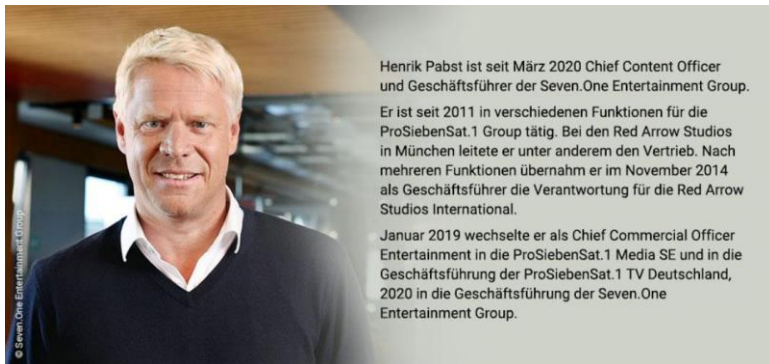 Henrik Pabst ist seit März 2020 Chief Content Officer
und Geschäftsführer der Seven.One Entertainment Group.
Er ist seit 2011 in verschiedenen Funktionen für die
ProSiebenSat.1 Group tätig. Bei den Red Arrow Studios
in München leitete er unter anderem den Vertrieb. Nach
mehreren Funktionen übernahm er im November 2014
als Geschäftsführer die Verantwortung für die Red Arrow
Studios International.
Januar 2019 wechselte er als Chief Commercial Officer
Entertainment in die ProSiebenSat.1 Media SE und in die
Geschäftsführung der ProSiebenSat.1 TV Deutschland,
2020 in die Geschäftsführung der Seven.One
Entertainment Group.
© Seven.One Entertainment Group